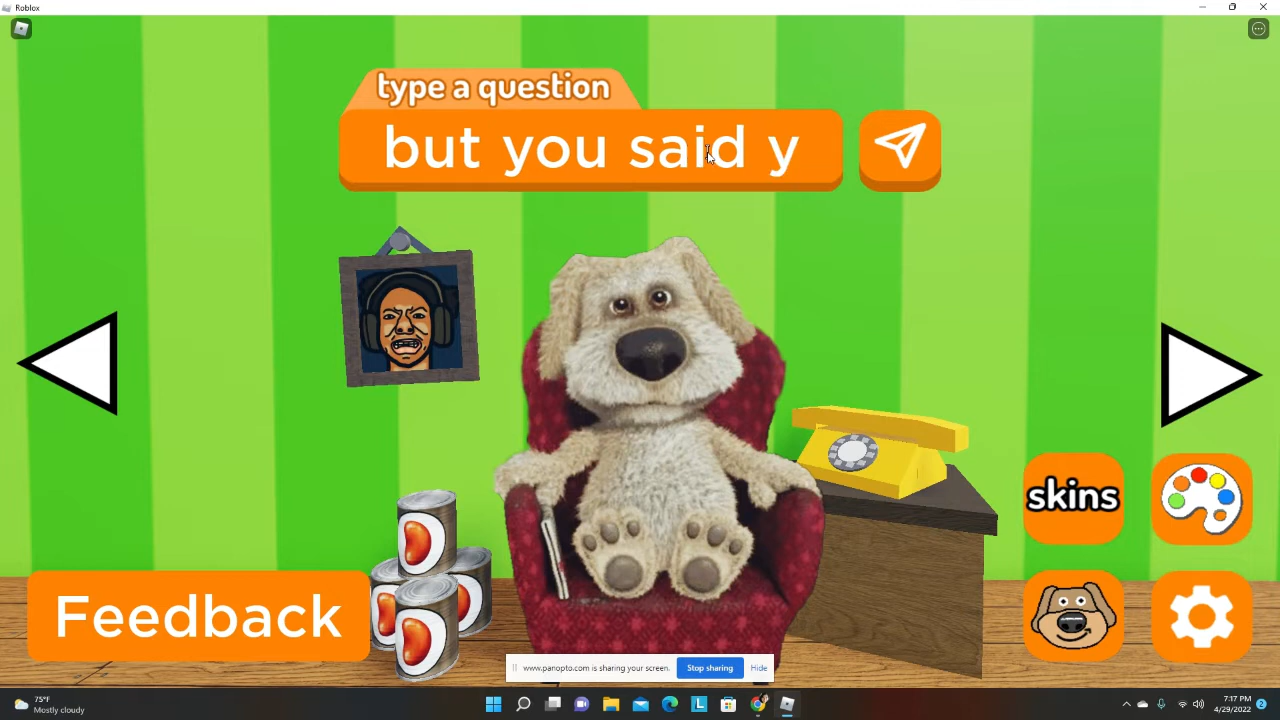 Roblox
type a question
but you said y
skins
Feedback
www.panopto.com is sharing your screen.
Stop sharing
Hide
75°F
Mostly cloudy
L
7:17 PM
4/29/2022
2